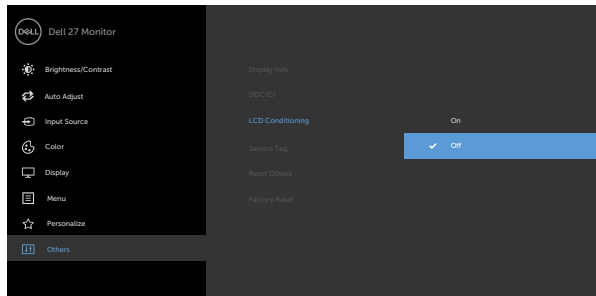 DELL
Dell 27 Monitor
Brightness/Contrast
Auto Adjust
Input Source
Color
Display
Menu
Personalize
Others
Display Info
DDC/CI
LCD Conditioning
Service Tag
Reset Others
Factory Reset
On
Off